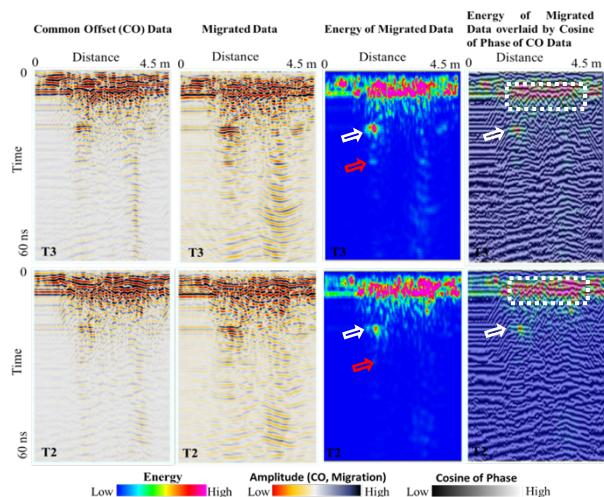 Common Offset (CO) Data
Migrated Data
Energy of Migrated Data
Energy of Migrated
Data overlaid by Cosine
of Phase of CO Data
0 Distance 4.5 m
0 Distance 4.5 m
0 Distance 4.5 m
0 Distance 4.5 m
0
Time
60 ns
T3
T3
T3
T3
0
Time
60 ns
T2
T2
T2
T2
Energy
Low High
Amplitude (CO, Migration)
Low High
Cosine of Phase
Low High